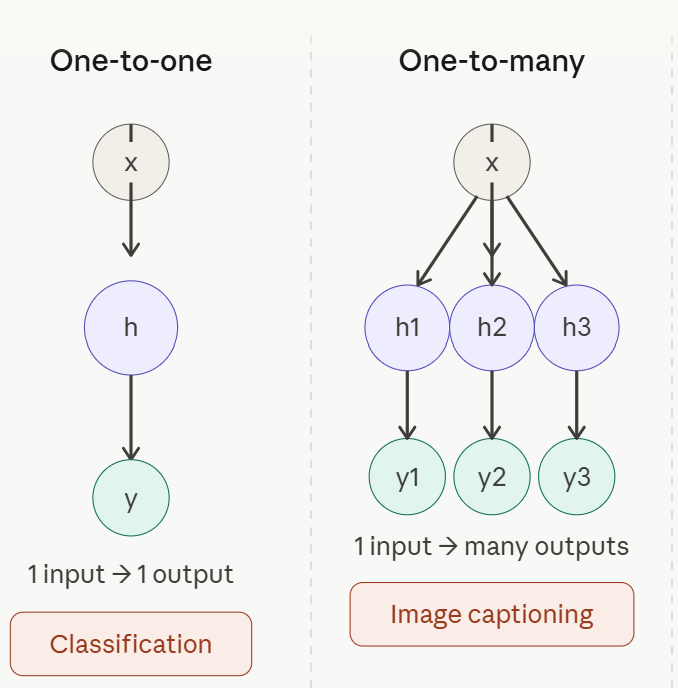 One-to-one
x
h
y
1 input → 1 output
Classification
One-to-many
x
h1 h2 h3
y1 y2 y3
1 input → many outputs
Image captioning